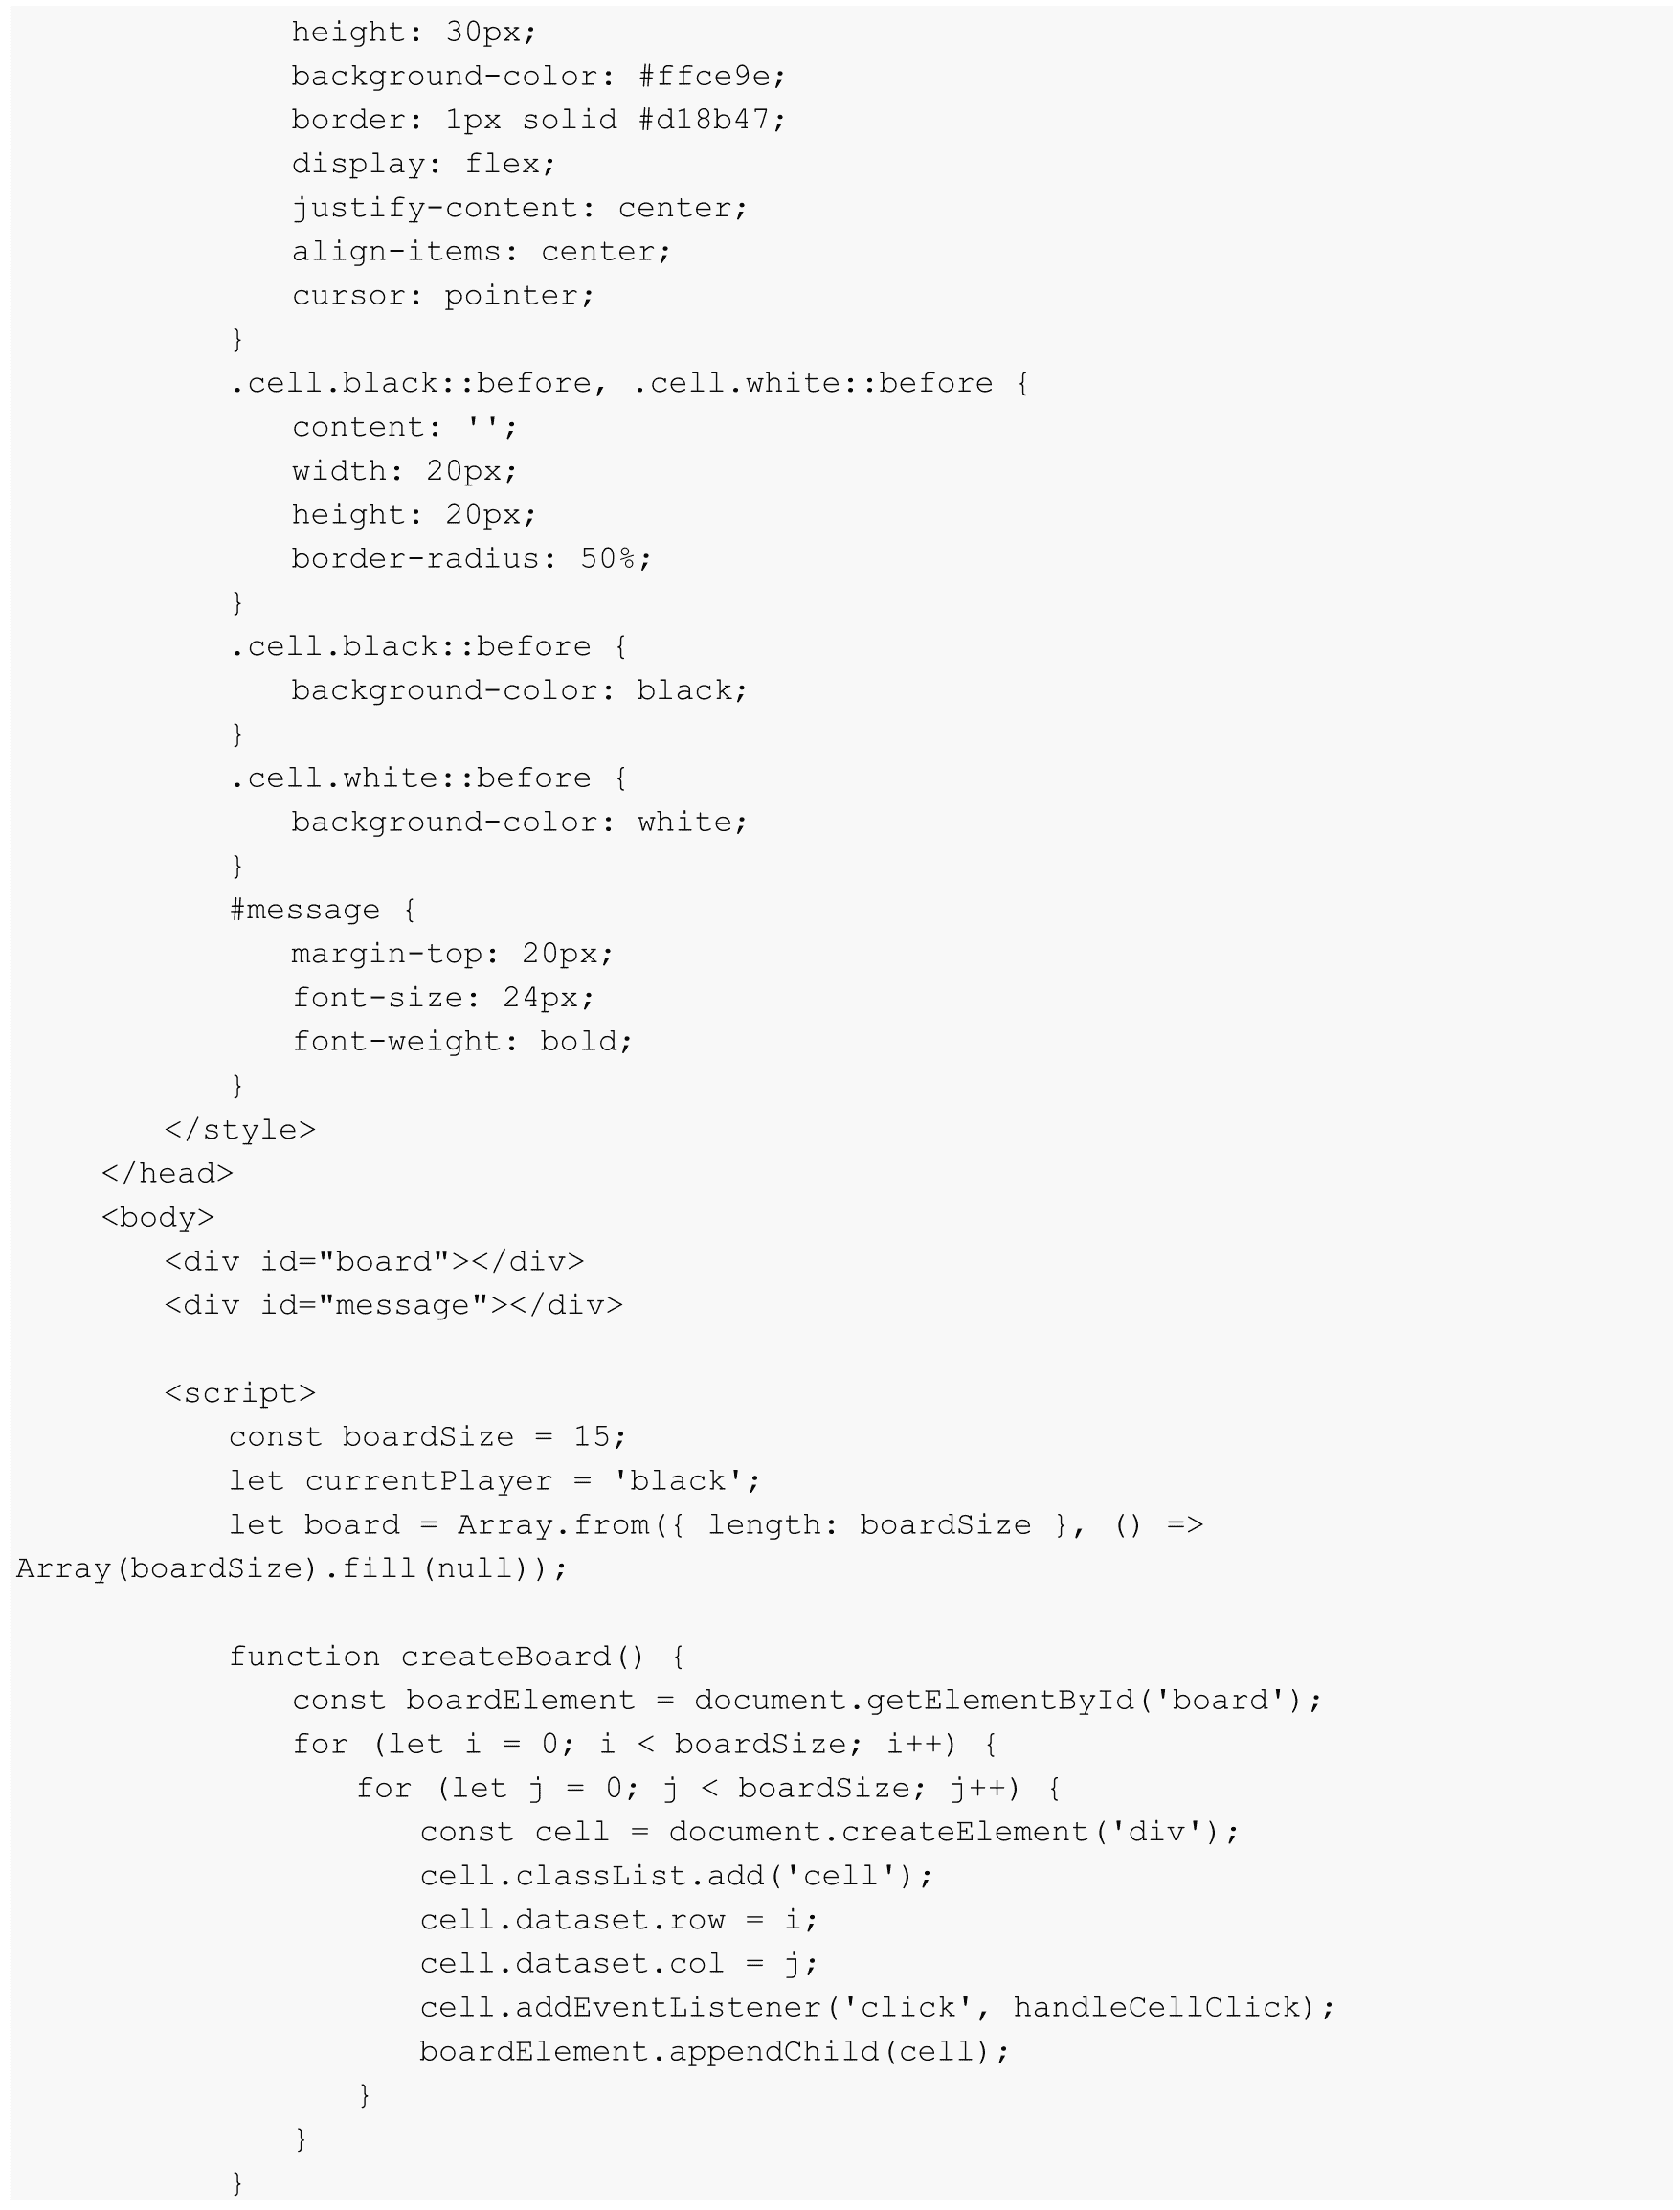 height: 30px;
background-color: #ffce9e;
border: 1px solid #d18b47;
display: flex;
justify-content: center;
align-items: center;
cursor: pointer;
}
.cell.black::before, .cell.white::before {
content: '';
width: 20px;
height: 20px;
border-radius: 50%;
}
.cell.black::before {
background-color: black;
}
.cell.white::before {
background-color: white;
}
#message {
margin-top: 20px;
font-size: 24px;
font-weight: bold;
}
</style>
</head>
<body>
<div id="board"></div>
<div id="message"></div>
<script>
const boardSize = 15;
let currentPlayer = 'black';
let board = Array.from({ length: boardSize }, () =>
Array(boardSize).fill(null));
function createBoard() {
const boardElement = document.getElementById('board');
for (let i = 0; i < boardSize; i++) {
for (let j = 0; j < boardSize; j++) {
const cell = document.createElement('div');
cell.classList.add('cell');
cell.dataset.row = i;
cell.dataset.col = j;
cell.addEventListener('click', handleCellClick);
boardElement.appendChild(cell);
}
}
}